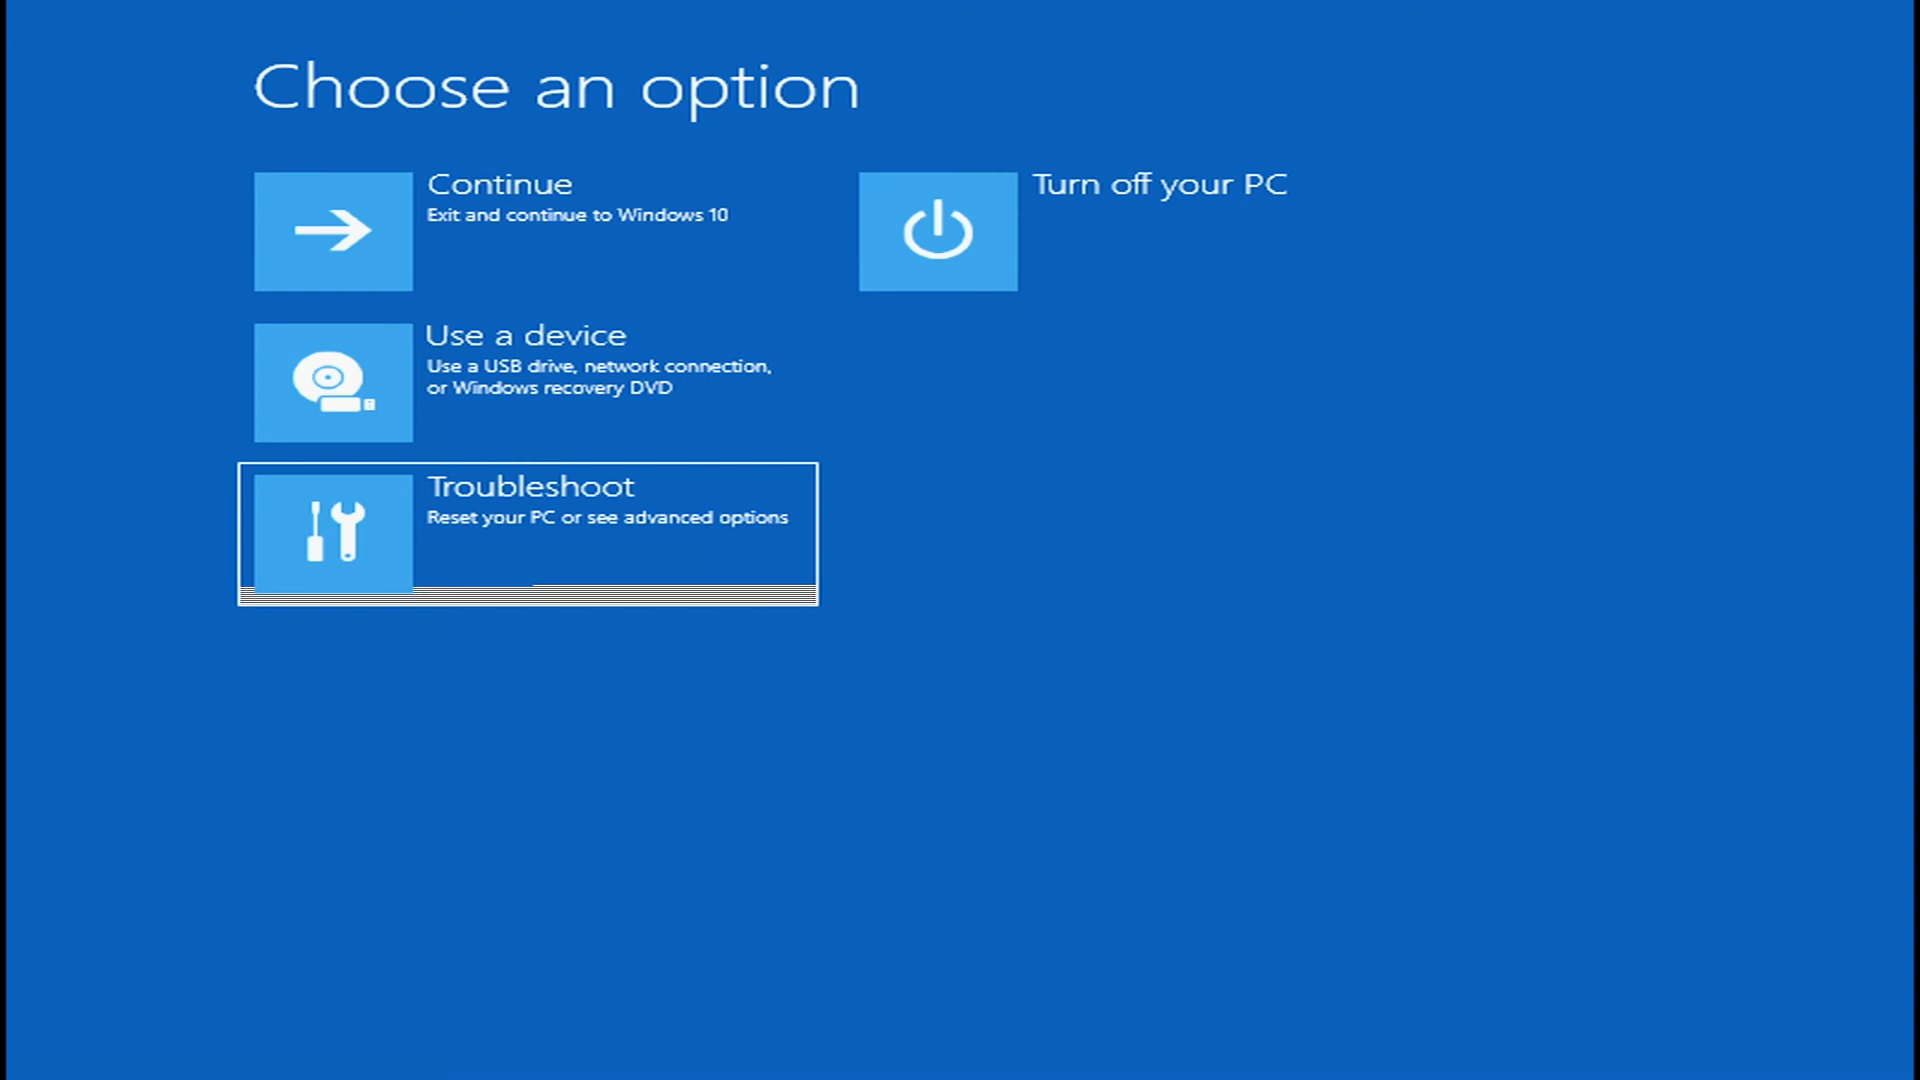 Choose an option
Continue
Exit and continue to Windows 10
Turn off your PC
Use a device
Use a USB drive, network connection,
or Windows recovery DVD
Troubleshoot
Reset your PC or see advanced options